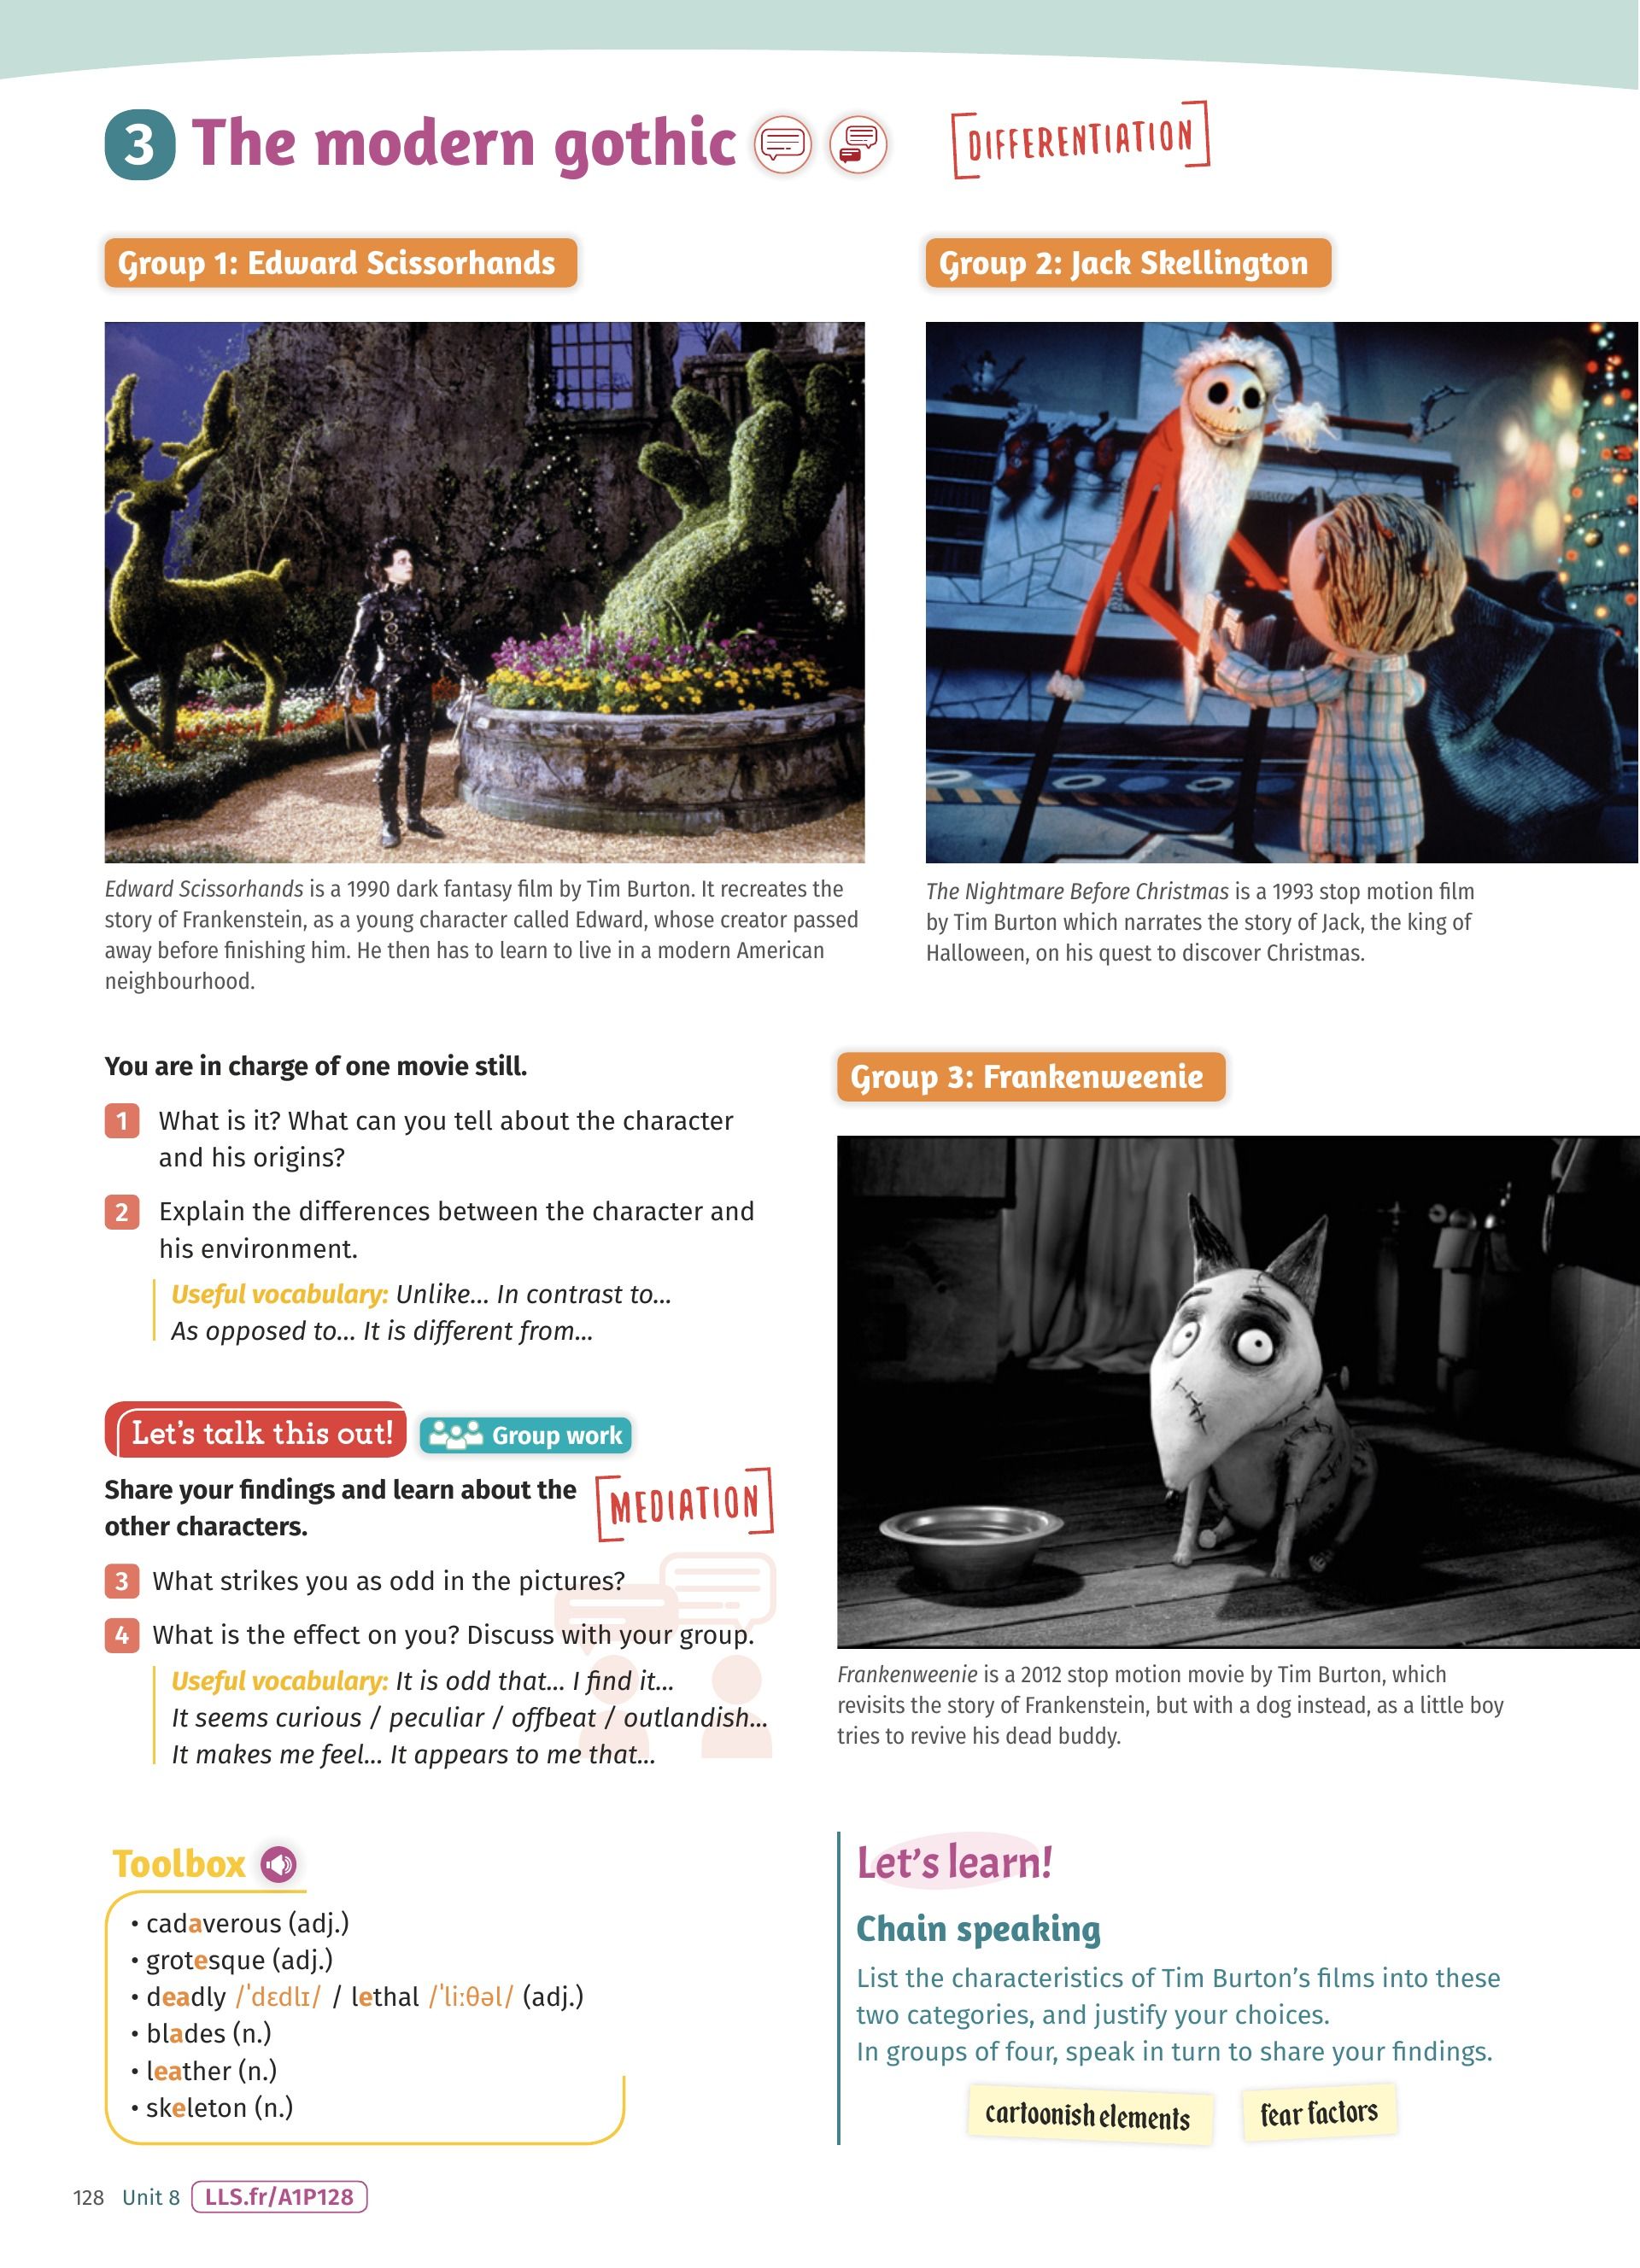 3 The modern gothic
DIFFERENTIATION
Group 1: Edward Scissorhands
Edward Scissorhands is a 1990 dark fantasy film by Tim Burton. It recreates the
story of Frankenstein, as a young character called Edward, whose creator passed
away before finishing him. He then has to learn to live in a modern American
neighbourhood.
Group 2: Jack Skellington
The Nightmare Before Christmas is a 1993 stop motion film
by Tim Burton which narrates the story of Jack, the king of
Halloween, on his quest to discover Christmas.
You are in charge of one movie still.
1 What is it? What can you tell about the character
and his origins?
2 Explain the differences between the character and
his environment.
Useful vocabulary: Unlike... In contrast to...
As opposed to... It is different from...
Let's talk this out! Group work
Share your findings and learn about the
other characters.
MEDIATION
3 What strikes you as odd in the pictures?
4 What is the effect on you? Discuss with your group.
Useful vocabulary: It is odd that... I find it...
It seems curious / peculiar / offbeat / outlandish...
It makes me feel... It appears to me that...
Group 3: Frankenweenie
Frankenweenie is a 2012 stop motion movie by Tim Burton, which
revisits the story of Frankenstein, but with a dog instead, as a little boy
tries to revive his dead buddy.
Toolbox
• cadaverous (adj.)
• grotesque (adj.)
• deadly /ˈdɛdlɪ/ / lethal /ˈliːθəl/ (adj.)
• blades (n.)
• leather (n.)
• skeleton (n.)
Let's learn!
Chain speaking
List the characteristics of Tim Burton's films into these
two categories, and justify your choices.
In groups of four, speak in turn to share your findings.
cartoonish elements
fear factors
128 Unit 8 LLS.fr/A1P128